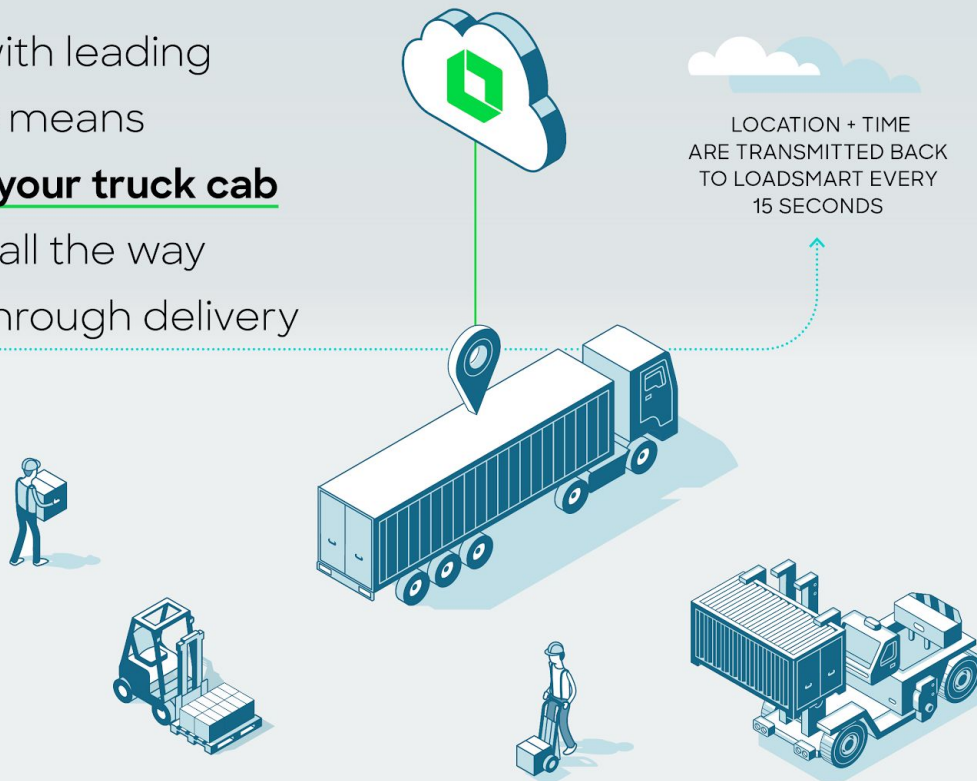 with leading
means
your truck cab
all the way
through delivery
LOCATION + TIME
ARE TRANSMITTED BACK
TO LOADSMART EVERY
15 SECONDS